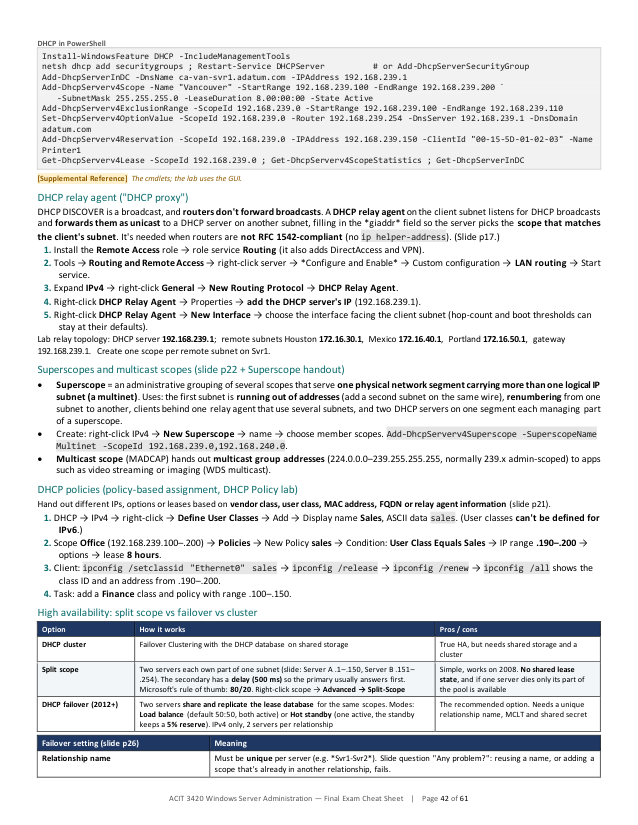 DHCP in PowerShell
Install-WindowsFeature DHCP -IncludeManagementTools
netsh dhcp add securitygroups ; Restart-Service DHCPServer # or Add-DhcpServerSecurityGroup
Add-DhcpServerInDC -DnsName ca-van-svr1.adatum.com -IPAddress 192.168.239.1
Add-DhcpServerv4Scope -Name "Vancouver" -StartRange 192.168.239.100 -EndRange 192.168.239.200 `
-SubnetMask 255.255.255.0 -LeaseDuration 8.00:00:00 -State Active
Add-DhcpServerv4ExclusionRange -ScopeId 192.168.239.0 -StartRange 192.168.239.100 -EndRange 192.168.239.110
Set-DhcpServerv4OptionValue -ScopeId 192.168.239.0 -Router 192.168.239.254 -DnsServer 192.168.239.1 -DnsDomain
adatum.com
Add-DhcpServerv4Reservation -ScopeId 192.168.239.0 -IPAddress 192.168.239.150 -ClientId "00-15-5D-01-02-03" -Name
Printer1
Get-DhcpServerv4Lease -ScopeId 192.168.239.0 ; Get-DhcpServerv4ScopeStatistics ; Get-DhcpServerInDC
[Supplemental Reference] The cmdlets; the lab uses the GUI.
DHCP relay agent ("DHCP proxy")
DHCP DISCOVER is a broadcast, and routers don't forward broadcasts. A DHCP relay agent on the client subnet listens for DHCP broadcasts
and forwards them as unicast to a DHCP server on another subnet, filling in the *giaddr* field so the server picks the scope that matches
the client's subnet. It's needed when routers are not RFC 1542-compliant (no ip helper-address). (Slide p17.)
1. Install the Remote Access role → role service Routing (it also adds DirectAccess and VPN).
2. Tools → Routing and Remote Access → right-click server → *Configure and Enable* → Custom configuration → LAN routing → Start
service.
3. Expand IPv4 → right-click General → New Routing Protocol → DHCP Relay Agent.
4. Right-click DHCP Relay Agent → Properties → add the DHCP server's IP (192.168.239.1).
5. Right-click DHCP Relay Agent → New Interface → choose the interface facing the client subnet (hop-count and boot thresholds can
stay at their defaults).
Lab relay topology: DHCP server 192.168.239.1; remote subnets Houston 172.16.30.1, Mexico 172.16.40.1, Portland 172.16.50.1, gateway
192.168.239.1. Create one scope per remote subnet on Svr1.
Superscopes and multicast scopes (slide p22 + Superscope handout)
• Superscope = an administrative grouping of several scopes that serve one physical network segment carrying more than one logical IP
subnet (a multinet). Uses: the first subnet is running out of addresses (add a second subnet on the same wire), renumbering from one
subnet to another, clients behind one relay agent that use several subnets, and two DHCP servers on one segment each managing part
of a superscope.
• Create: right-click IPv4 → New Superscope → name → choose member scopes. Add-DhcpServerv4Superscope -SuperscopeName
Multinet -ScopeId 192.168.239.0,192.168.240.0.
• Multicast scope (MADCAP) hands out multicast group addresses (224.0.0.0–239.255.255.255, normally 239.x admin-scoped) to apps
such as video streaming or imaging (WDS multicast).
DHCP policies (policy-based assignment, DHCP Policy lab)
Hand out different IPs, options or leases based on vendor class, user class, MAC address, FQDN or relay agent information (slide p21).
1. DHCP → IPv4 → right-click → Define User Classes → Add → Display name Sales, ASCII data sales. (User classes can't be defined for
IPv6.)
2. Scope Office (192.168.239.100–.200) → Policies → New Policy sales → Condition: User Class Equals Sales → IP range .190–.200 →
options → lease 8 hours.
3. Client: ipconfig /setclassid "Ethernet0" sales → ipconfig /release → ipconfig /renew → ipconfig /all shows the
class ID and an address from .190–.200.
4. Task: add a Finance class and policy with range .100–.150.
High availability: split scope vs failover vs cluster
Option How it works Pros / cons
DHCP cluster Failover Clustering with the DHCP database on shared storage True HA, but needs shared storage and a
cluster
Split scope Two servers each own part of one subnet (slide: Server A .1–.150, Server B .151– Simple, works on 2008. No shared lease
.254). The secondary has a delay (500 ms) so the primary usually answers first. state, and if one server dies only its part of
Microsoft's rule of thumb: 80/20. Right-click scope → Advanced → Split-Scope the pool is available
DHCP failover (2012+) Two servers share and replicate the lease database for the same scopes. Modes: The recommended option. Needs a unique
Load balance (default 50:50, both active) or Hot standby (one active, the standby relationship name, MCLT and shared secret
keeps a 5% reserve). IPv4 only, 2 servers per relationship
Failover setting (slide p26) Meaning
Relationship name Must be unique per server (e.g. *Svr1-Svr2*). Slide question "Any problem?": reusing a name, or adding a
scope that's already in another relationship, fails.
ACIT 3420 Windows Server Administration — Final Exam Cheat Sheet | Page 42 of 61